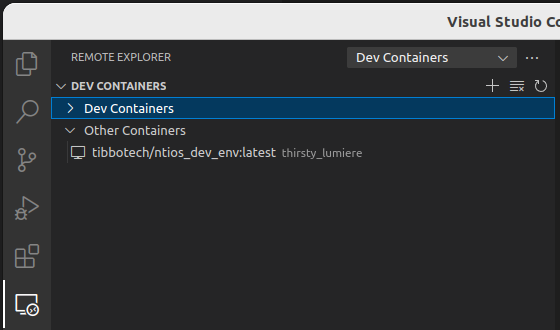 Visual Studio Co
REMOTE EXPLORER Dev Containers
DEV CONTAINERS
Dev Containers
Other Containers
tibbotech/ntios_dev_env:latest thirsty_lumiere